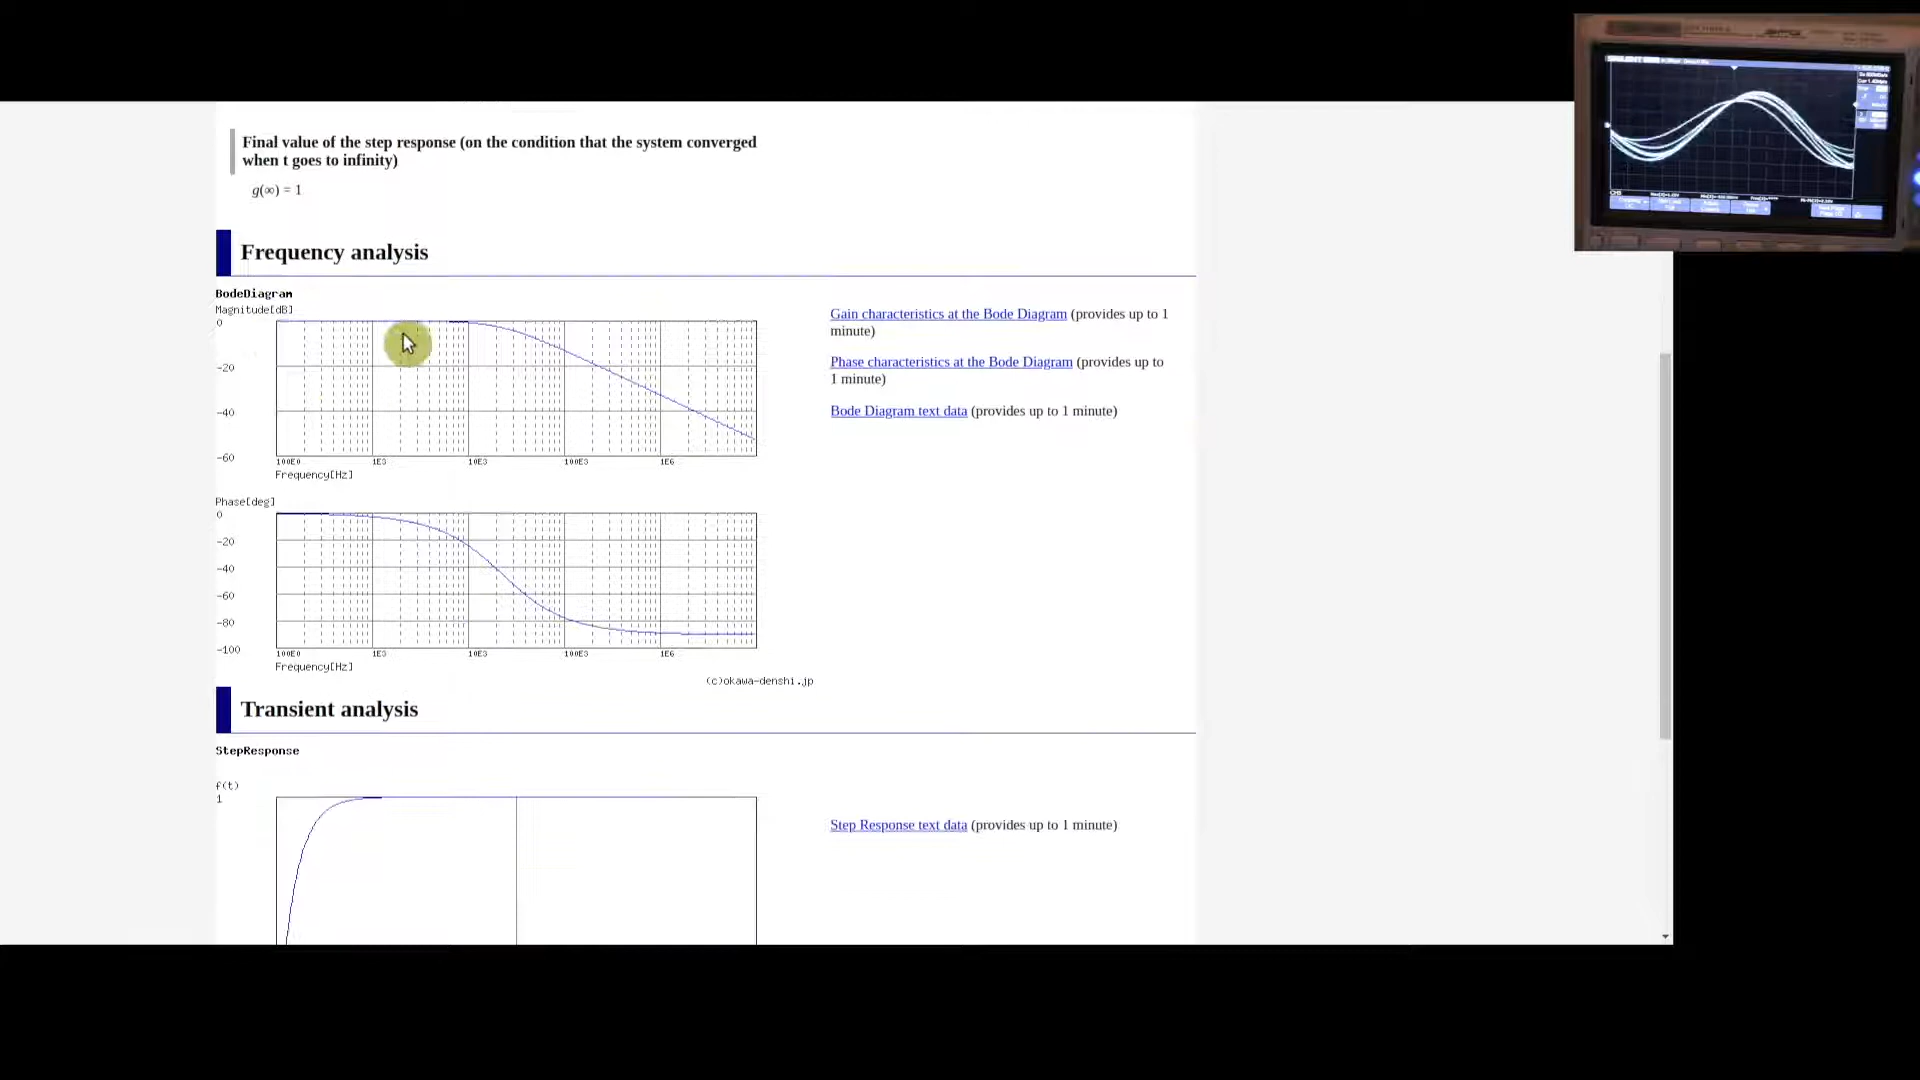 Final value of the step response (on the condition that the system converged
when t goes to infinity)
g(∞) = 1
Frequency analysis
BodeDiagram
Magnitude[dB]
0
-20
-40
-60
100E0 1E3 10E3 100E3 1E6
Frequency[Hz]
Gain characteristics at the Bode Diagram (provides up to 1
minute)
Phase characteristics at the Bode Diagram (provides up to
1 minute)
Bode Diagram text data (provides up to 1 minute)
Phase[deg]
0
-20
-40
-60
-80
-100
100E0 1E3 10E3 100E3 1E6
Frequency[Hz]
(c)okawa-denshi.jp
Transient analysis
StepResponse
f(t)
1
Step Response text data (provides up to 1 minute)